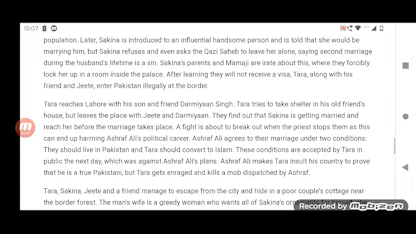 10:07
population. Later, Sakina is introduced to an influential handsome person and is told that she would be
marrying him, but Sakina refuses and even asks the Qazi Saheb to leave her alone, saying second marriage
during the husband's lifetime is a sin. Sakina's parents and Mamaji are irate about this, where they forcibly
lock her up in a room inside the palace. After learning they will not receive a visa, Tara, along with his
friend and Jeete, enter Pakistan illegally at the border.
Tara reaches Lahore with his son and friend Darmiyaan Singh. Tara tries to take shelter in his old friend's
house, but leaves the place with Jeete and Darmiyaan. They find out that Sakina is getting married and
reach her before the marriage takes place. A fight is about to break out when the priest stops them as this
can end up harming Ashraf Ali's political career. Ashraf Ali agrees to their marriage under two conditions:
They should live in Pakistan and Tara should convert to Islam. These conditions are accepted by Tara in
public the next day, which was against Ashraf Ali's plans. Ashraf Ali makes Tara insult his country to prove
that he is a true Pakistani, but Tara gets enraged and kills a mob dispatched by Ashraf.
Tara, Sakina, Jeete and a friend manage to escape from the city and hide in a poor couple's cottage near
the border forest. The man's wife is a greedy woman who wants all of Sakina's
Recorded by Mobizen